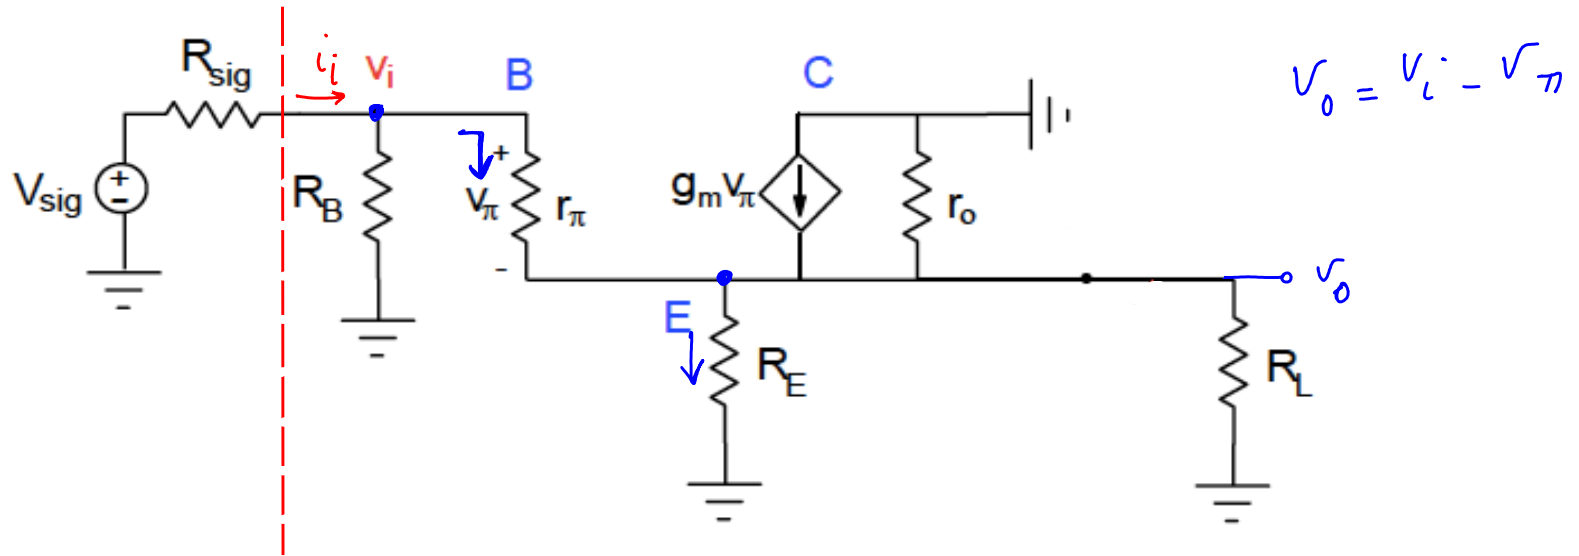 R_sig
i_i
v_i
B
C
v_o = v_i - v_π
V_sig
+
-
R_B
+
v_π
-
r_π
g_m v_π
r_o
v_o
E
R_E
R_L